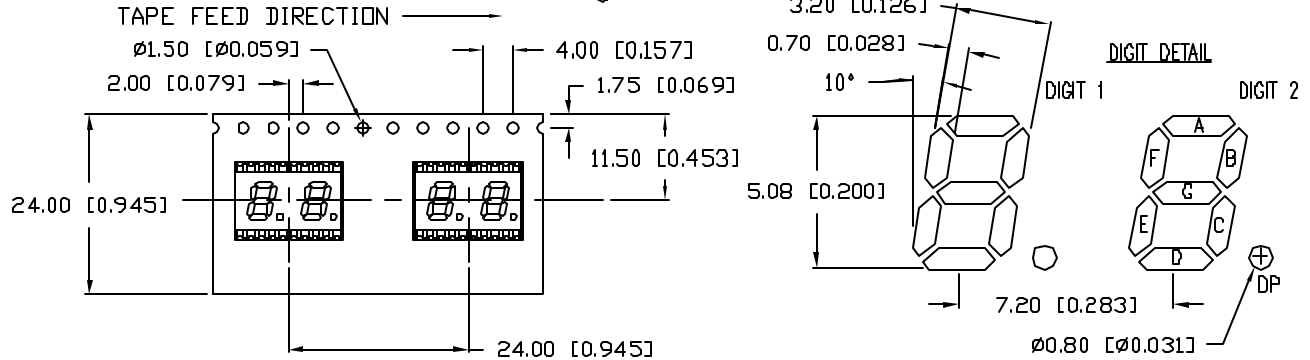 TAPE FEED DIRECTION
Ø1.50 [Ø0.059]
4.00 [0.157]
2.00 [0.079]
1.75 [0.069]
11.50 [0.453]
24.00 [0.945]
24.00 [0.945]
3.20 [0.126]
0.70 [0.028]
DIGIT DETAIL
10°
DIGIT 1
DIGIT 2
5.08 [0.200]
A
F
B
G
E
C
D
DP
7.20 [0.283]
Ø0.80 [Ø0.031]